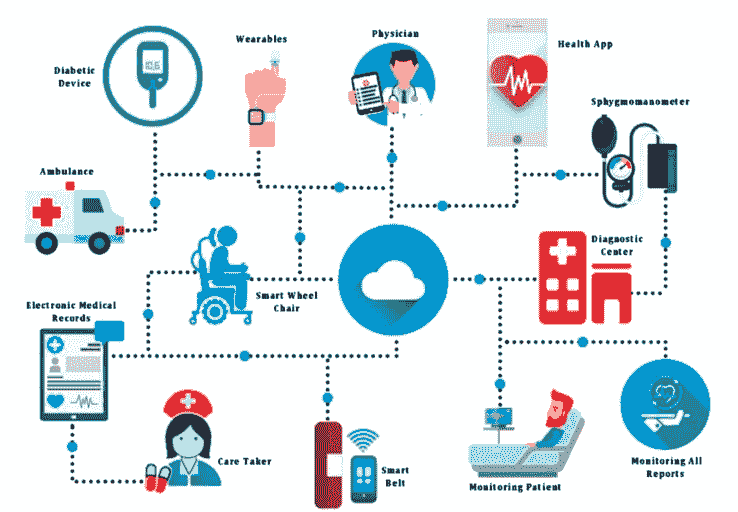 Wearables
Physician
Health App
Diabetic
Device
Sphygmomanometer
Ambulance
Diagnostic
Center
Smart Wheel
Chair
Electronic Medical
Records
Care Taker
Smart
Belt
Monitoring Patient
Monitoring All
Reports